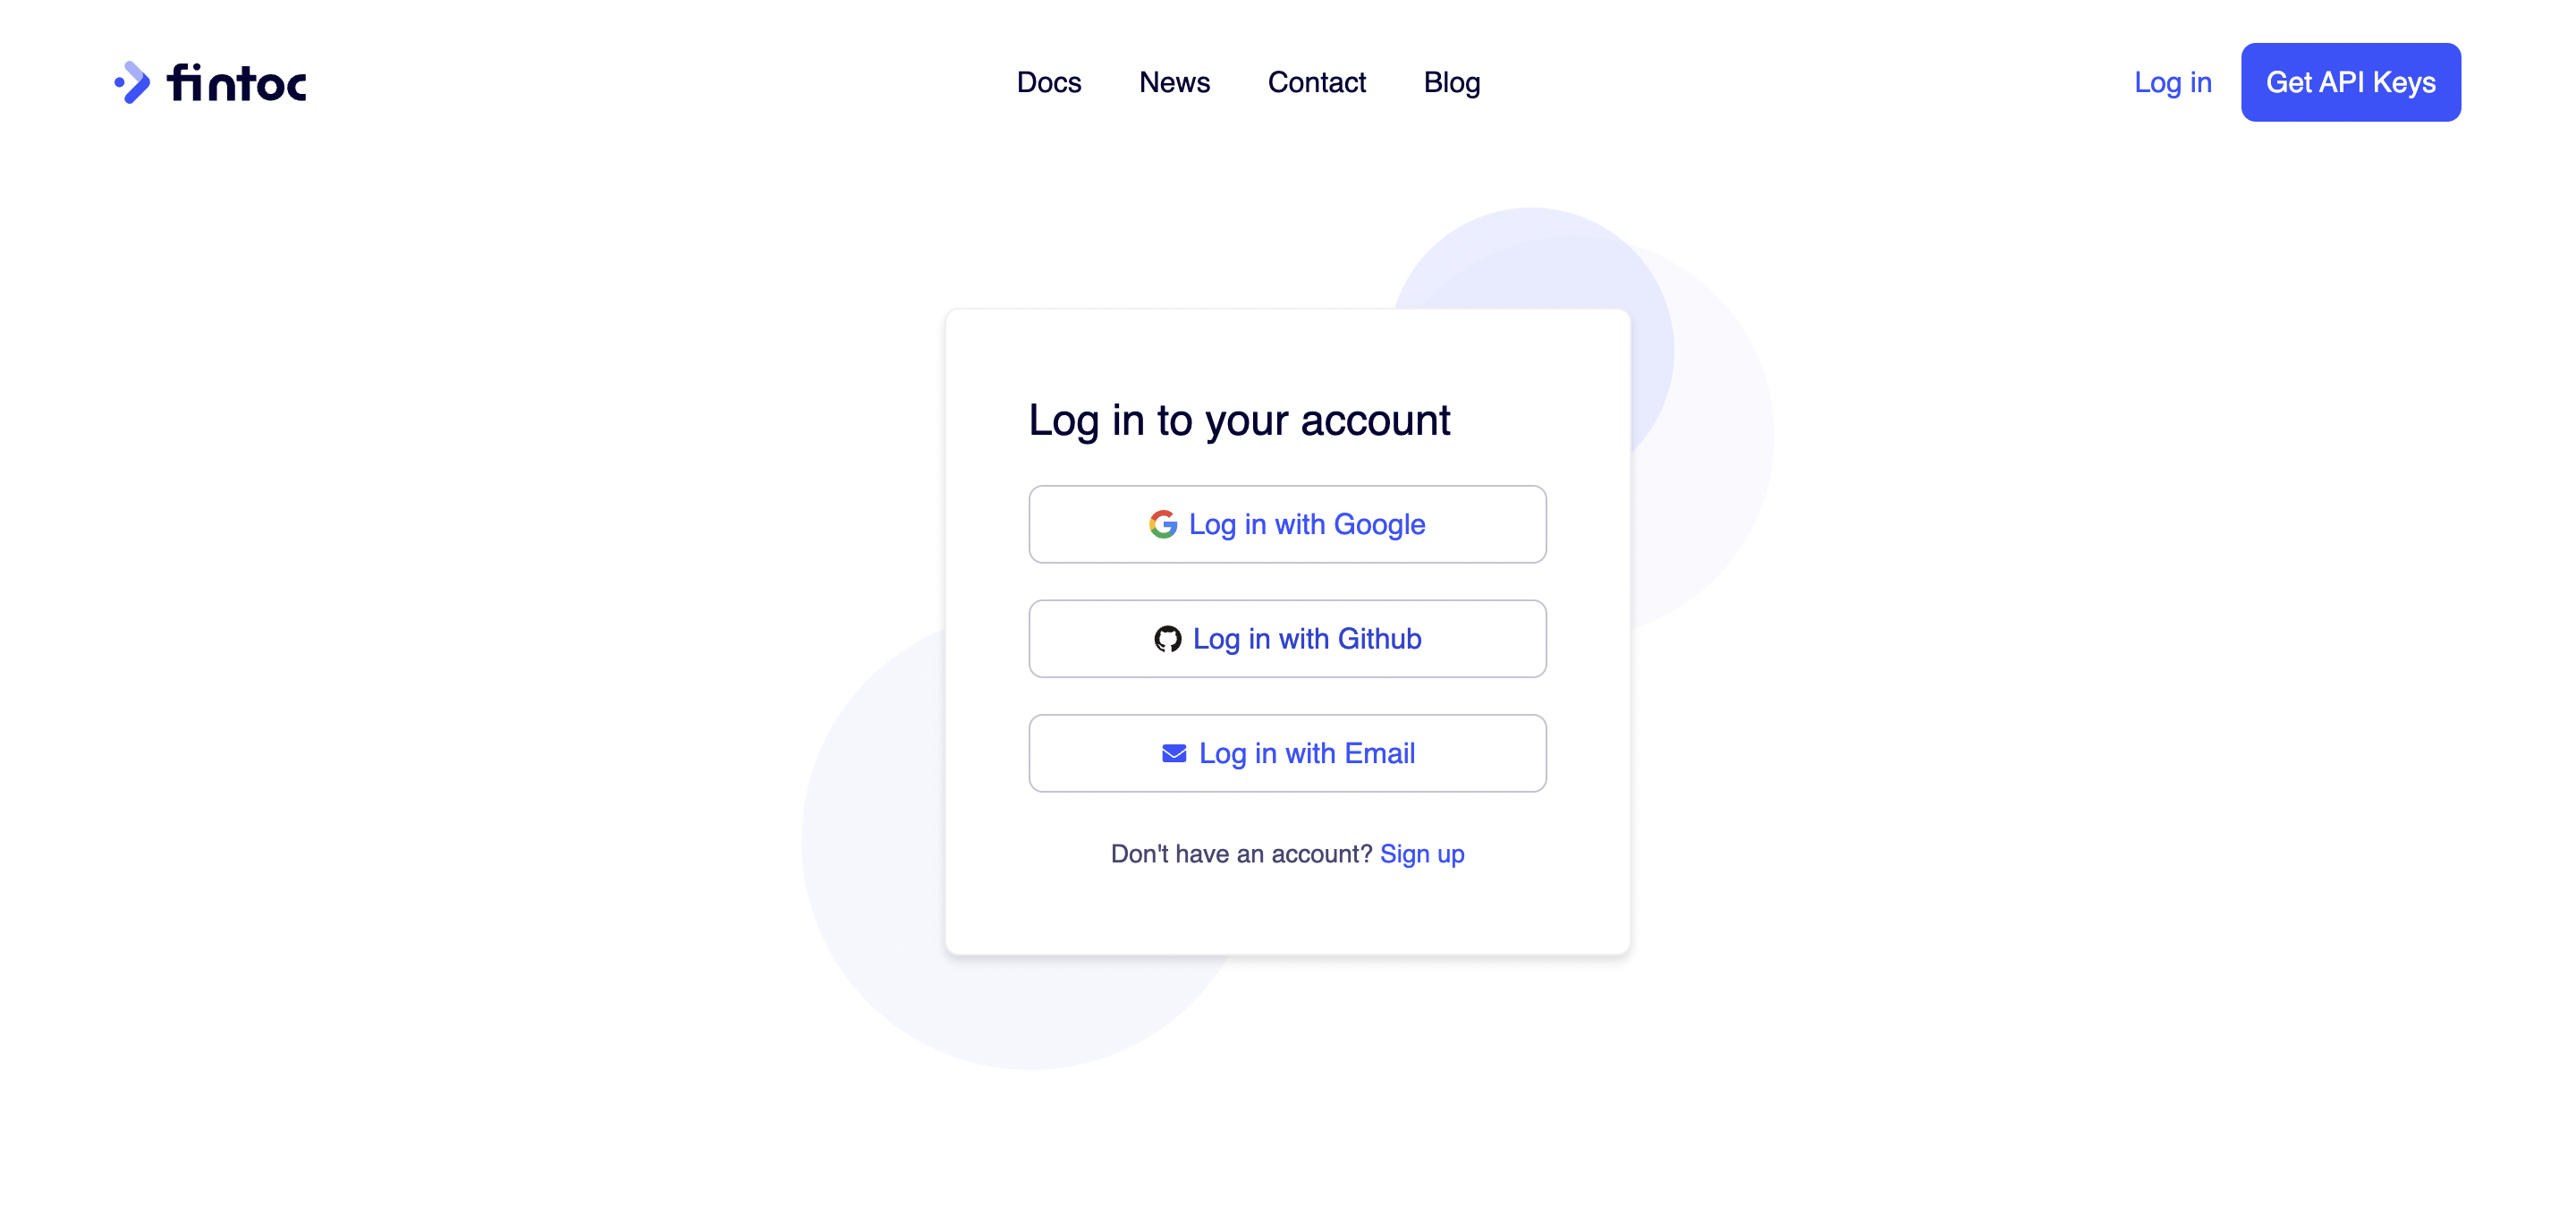 fintoc
Docs News Contact Blog
Log in
Get API Keys
Log in to your account
Log in with Google
Log in with Github
Log in with Email
Don't have an account? Sign up